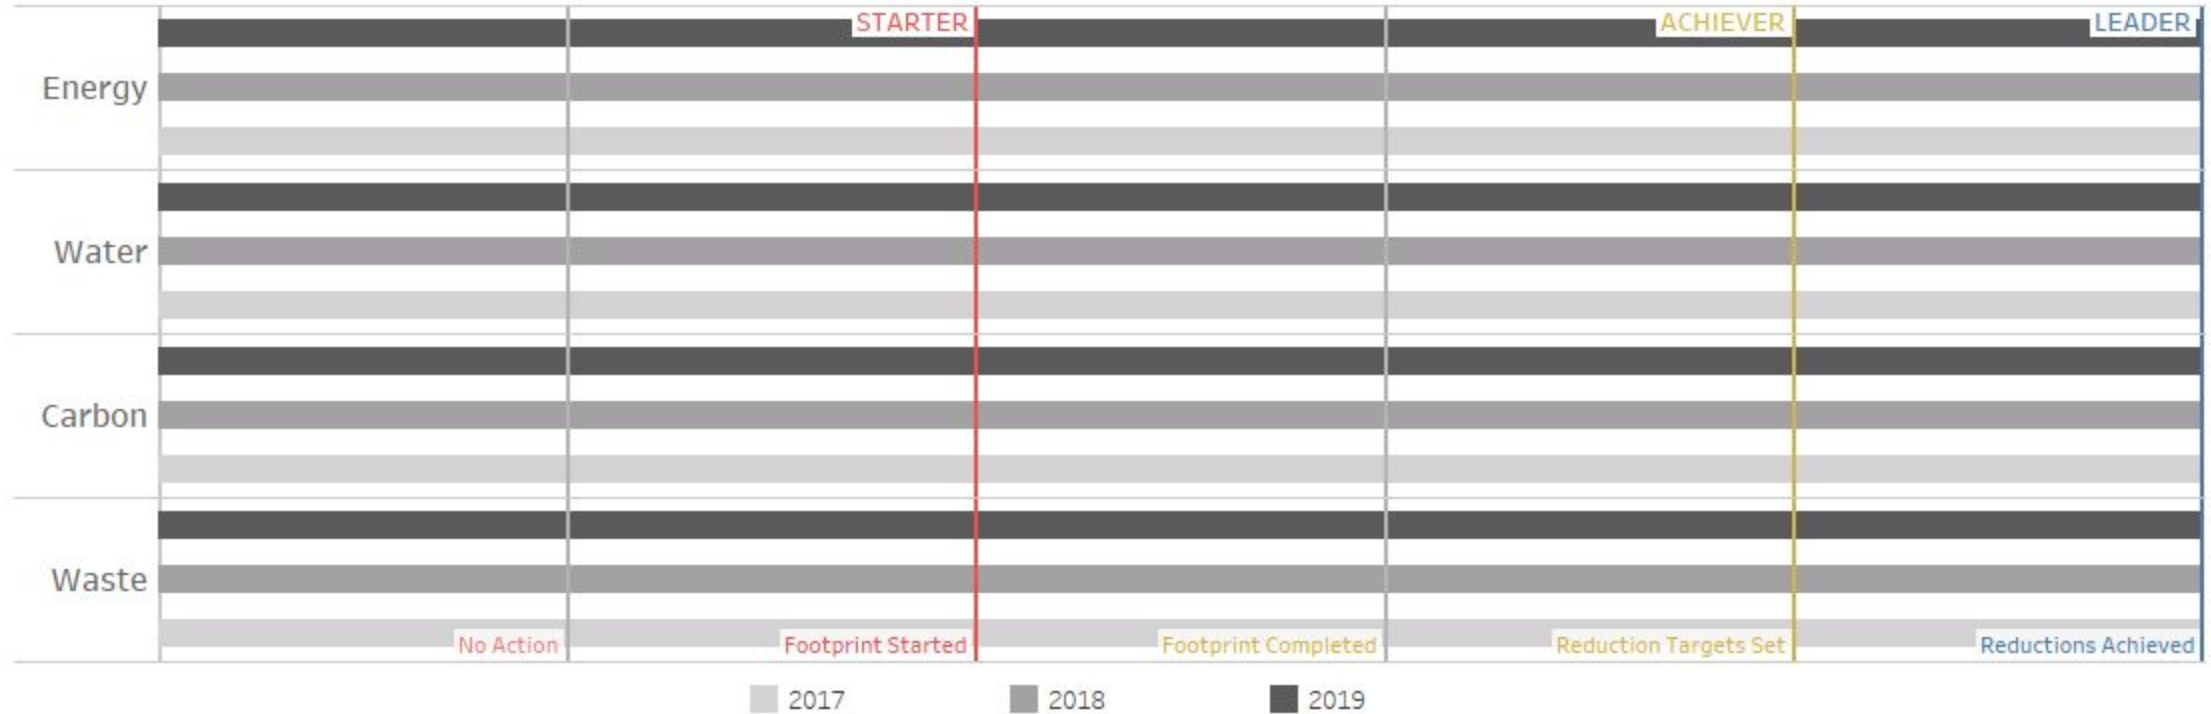 STARTER ACHIEVER LEADER
Energy
Water
Carbon
Waste
No Action Footprint Started Footprint Completed Reduction Targets Set Reductions Achieved
2017 2018 2019